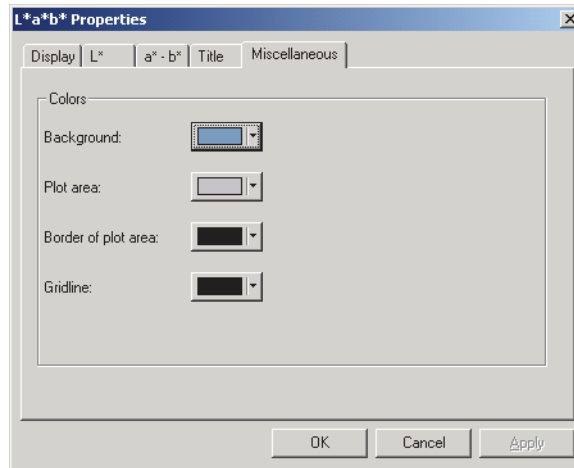 L*a*b* Properties
Display L* a* - b* Title Miscellaneous
Colors
Background:
Plot area:
Border of plot area:
Gridline:
OK Cancel Apply